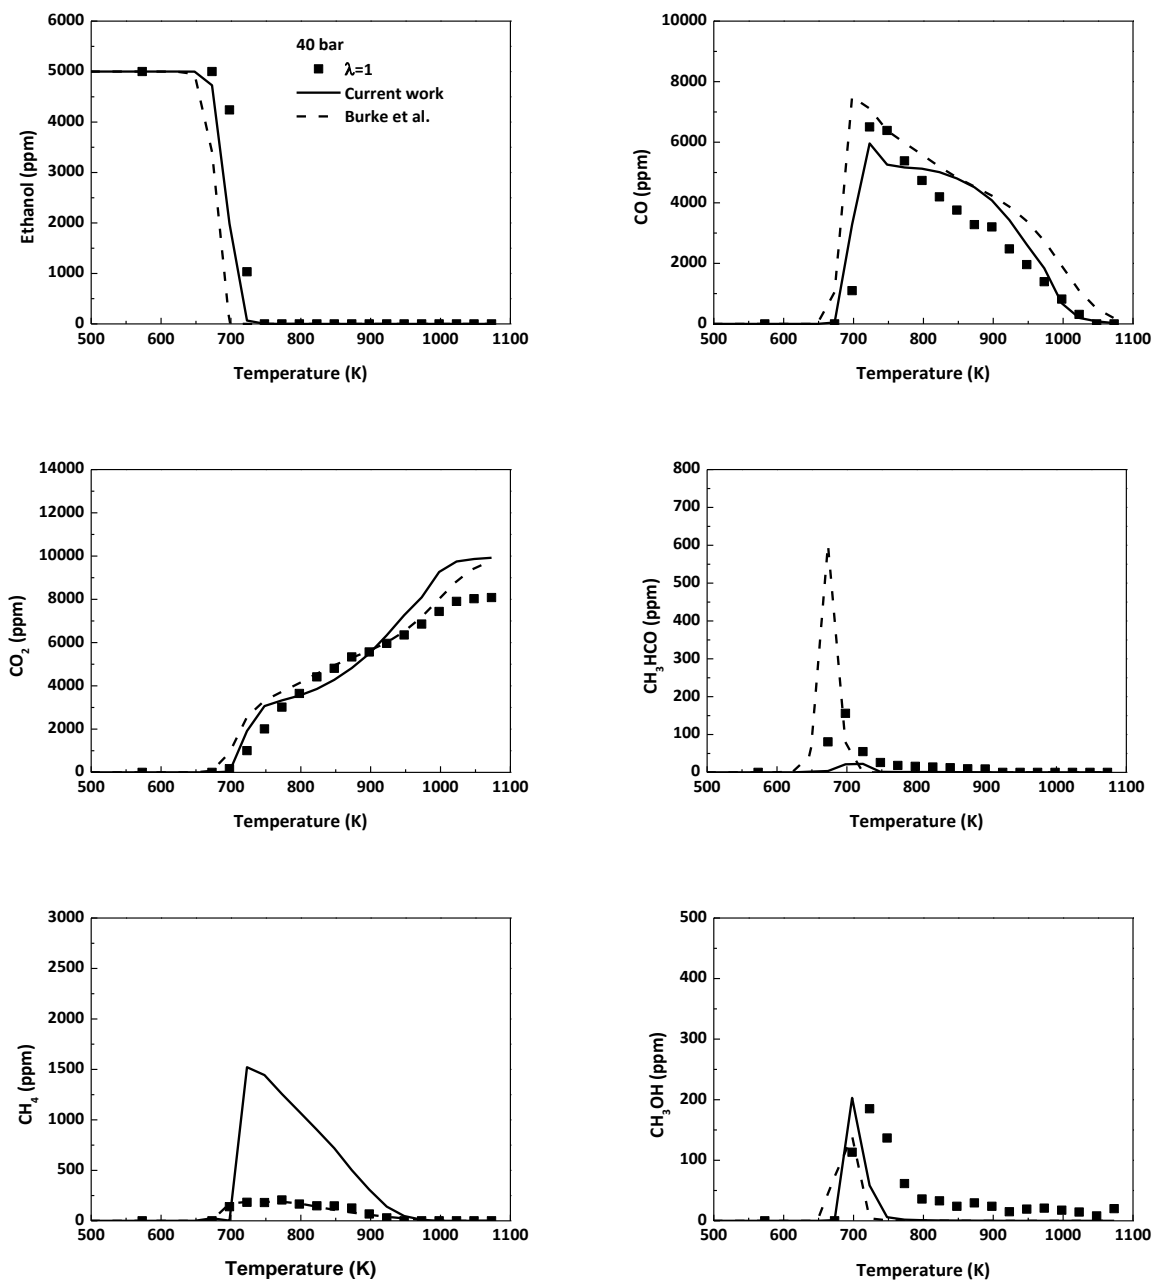 6000
5000
4000
3000
2000
1000
0
Ethanol (ppm)
40 bar
λ=1
Current work
Burke et al.
500 600 700 800 900 1000 1100
Temperature (K)
10000
8000
6000
4000
2000
0
CO (ppm)
500 600 700 800 900 1000 1100
Temperature (K)
14000
12000
10000
8000
6000
4000
2000
0
CO₂ (ppm)
500 600 700 800 900 1000 1100
Temperature (K)
800
700
600
500
400
300
200
100
0
CH₃HCO (ppm)
500 600 700 800 900 1000 1100
Temperature (K)
3000
2500
2000
1500
1000
500
0
CH₄ (ppm)
500 600 700 800 900 1000 1100
Temperature (K)
500
400
300
200
100
0
CH₃OH (ppm)
500 600 700 800 900 1000 1100
Temperature (K)